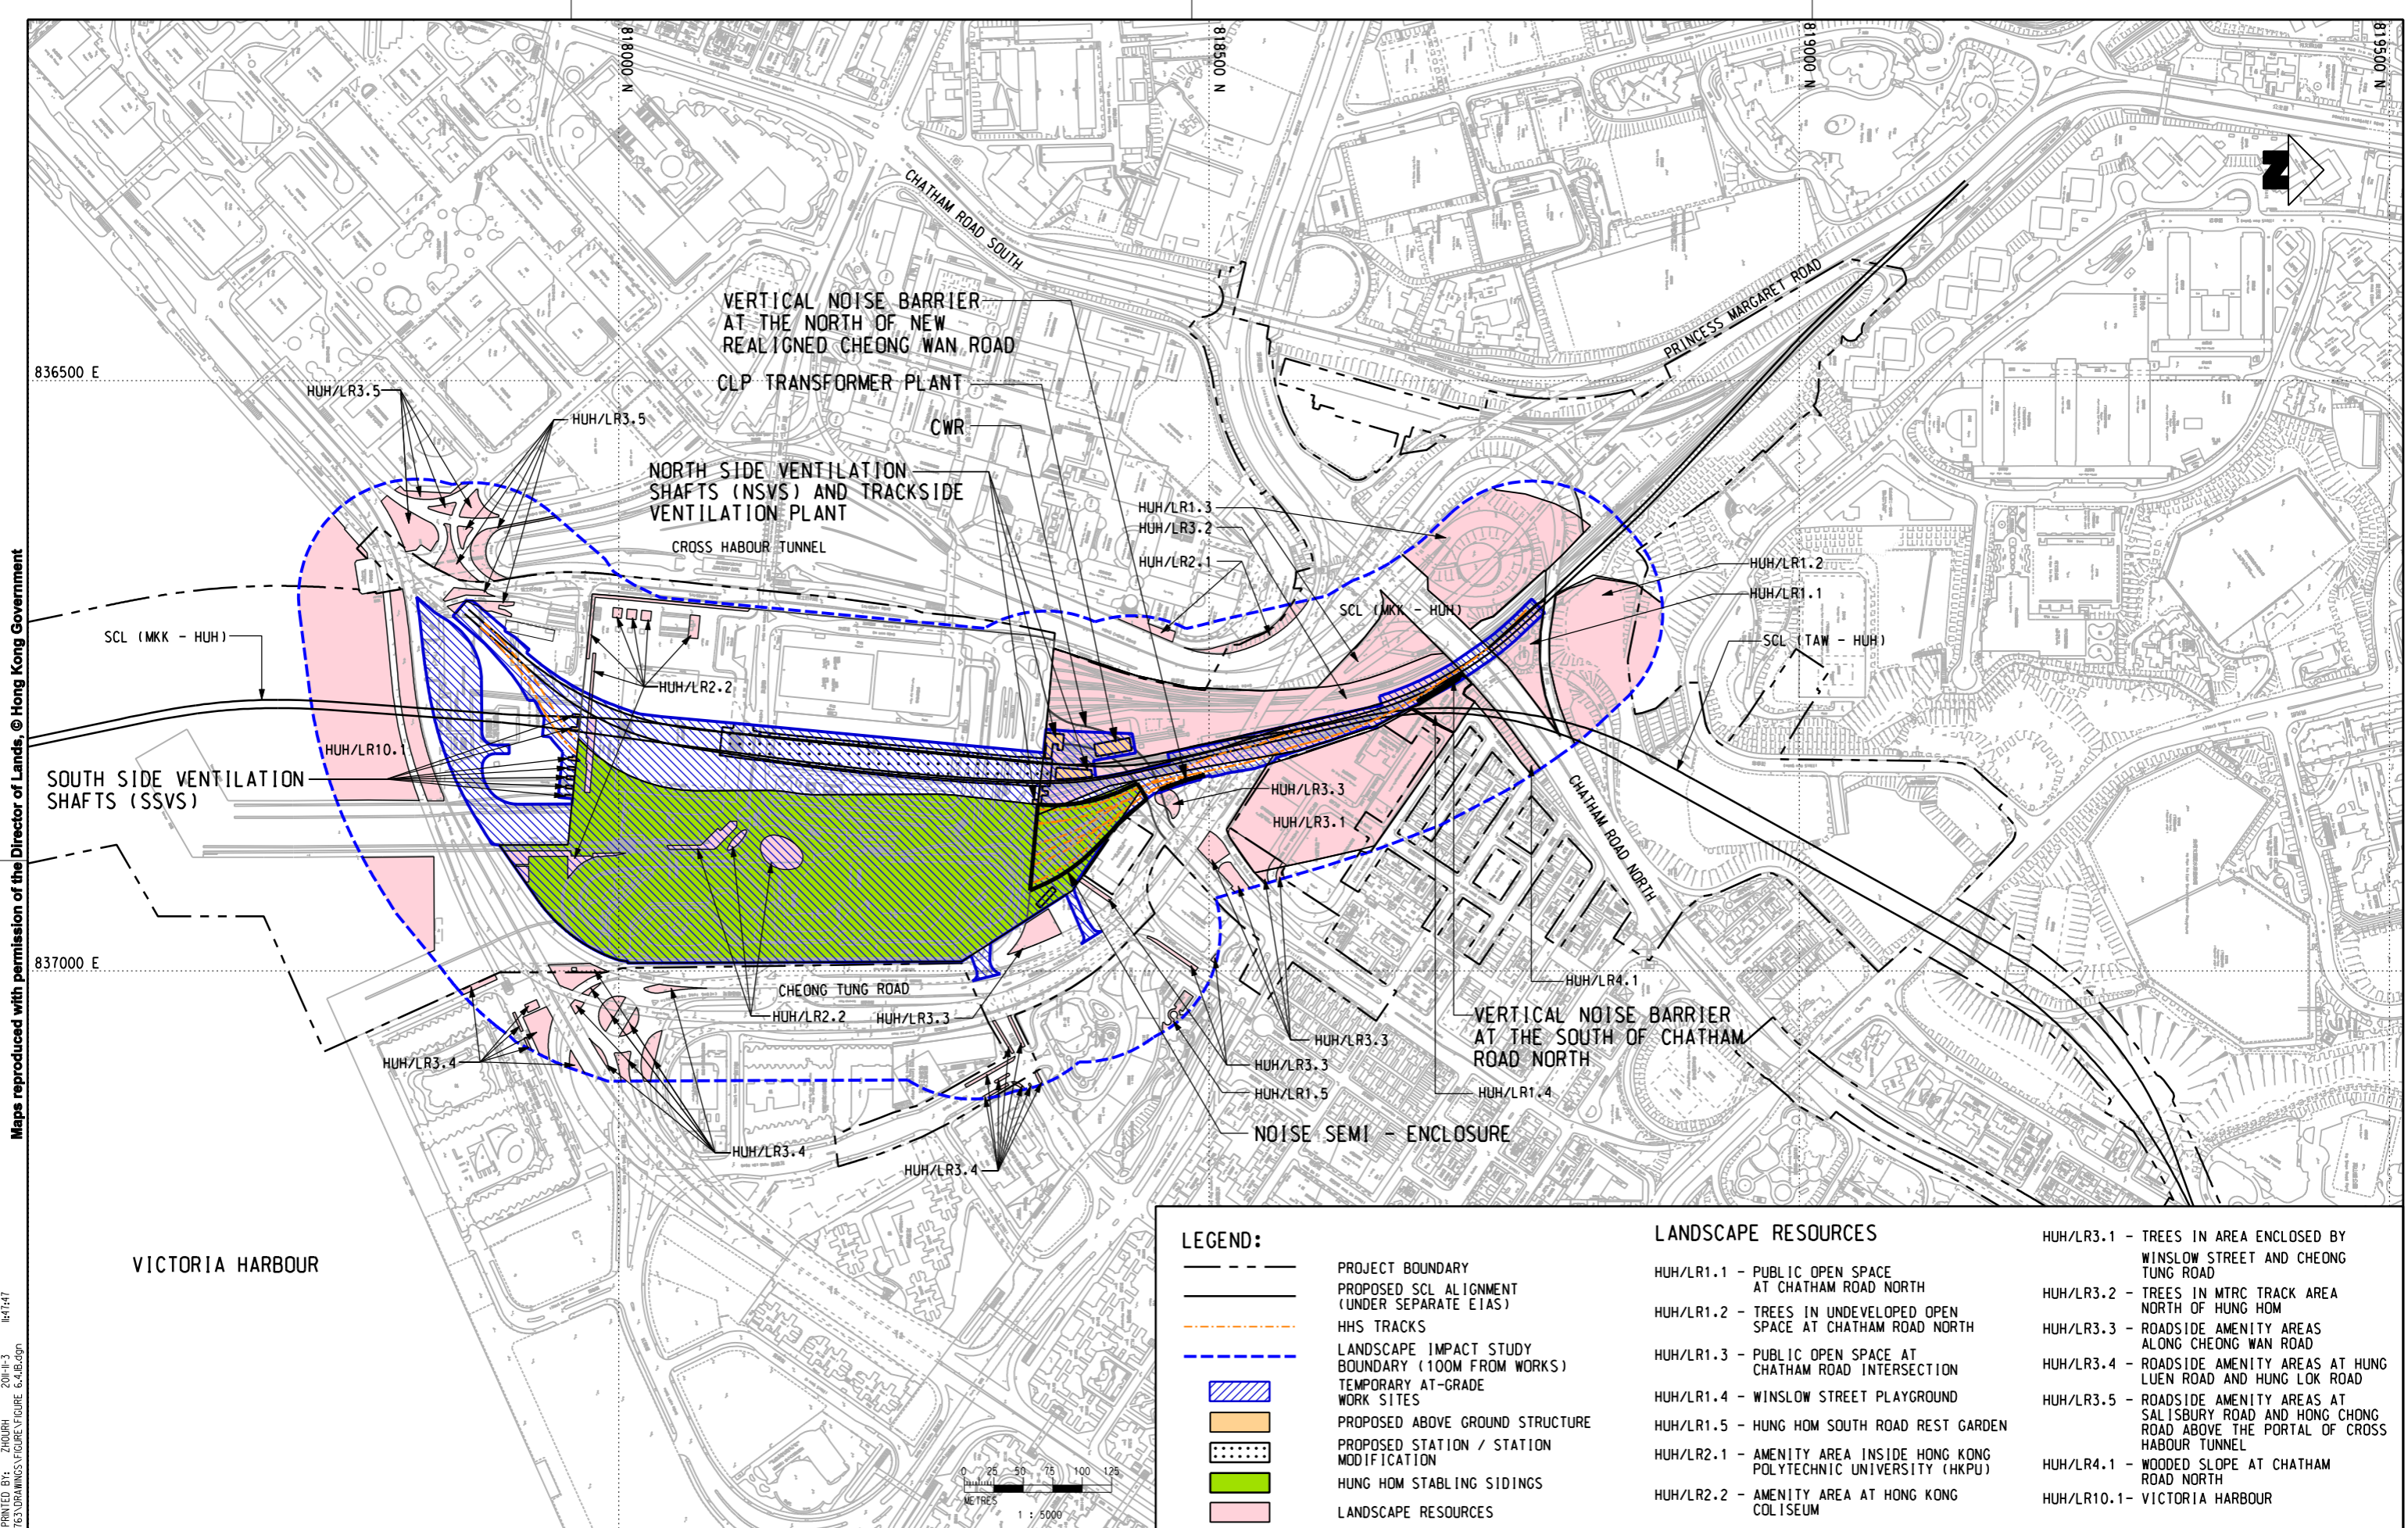 818000 N
818500 N
819000 N
819500 N
CHATHAM ROAD SOUTH
VERTICAL NOISE BARRIER
AT THE NORTH OF NEW
REALIGNED CHEONG WAN ROAD
PRINCESS MARGARET ROAD
836500 E
CLP TRANSFORMER PLANT
HUH/LR3.5
HUH/LR3.5
CWR
NORTH SIDE VENTILATION
SHAFTS (NSVS) AND TRACKSIDE
VENTILATION PLANT
HUH/LR1.3
HUH/LR3.2
CROSS HABOUR TUNNEL
HUH/LR2.1
HUH/LR1.2
HUH/LR1.1
SCL (MKK - HUH)
SCL (MKK - HUH)
SCL (TAW - HUH)
HUH/LR2.2
HUH/LR10.1
SOUTH SIDE VENTILATION
SHAFTS (SSVS)
HUH/LR3.3
HUH/LR3.1
CHATHAM ROAD NORTH
837000 E
HUH/LR4.1
CHEONG TUNG ROAD
HUH/LR2.2
HUH/LR3.3
VERTICAL NOISE BARRIER
AT THE SOUTH OF CHATHAM
ROAD NORTH
HUH/LR3.3
HUH/LR3.4
HUH/LR3.3
HUH/LR1.5
HUH/LR1.4
NOISE SEMI - ENCLOSURE
HUH/LR3.4
HUH/LR3.4
VICTORIA HARBOUR
Maps reproduced with permission of the Director of Lands, © Hong Kong Government
PRINTED BY: ZHOURH 2011-11-3 11:47:47
763\DRAWINGS\FIGURE\FIGURE 6.4.1B.dgn
0 25 50 75 100 125
METRES
1 : 5000
LEGEND:
PROJECT BOUNDARY
PROPOSED SCL ALIGNMENT
(UNDER SEPARATE EIAS)
HHS TRACKS
LANDSCAPE IMPACT STUDY
BOUNDARY (100M FROM WORKS)
TEMPORARY AT-GRADE
WORK SITES
PROPOSED ABOVE GROUND STRUCTURE
PROPOSED STATION / STATION
MODIFICATION
HUNG HOM STABLING SIDINGS
LANDSCAPE RESOURCES
LANDSCAPE RESOURCES
HUH/LR1.1 - PUBLIC OPEN SPACE
AT CHATHAM ROAD NORTH
HUH/LR1.2 - TREES IN UNDEVELOPED OPEN
SPACE AT CHATHAM ROAD NORTH
HUH/LR1.3 - PUBLIC OPEN SPACE AT
CHATHAM ROAD INTERSECTION
HUH/LR1.4 - WINSLOW STREET PLAYGROUND
HUH/LR1.5 - HUNG HOM SOUTH ROAD REST GARDEN
HUH/LR2.1 - AMENITY AREA INSIDE HONG KONG
POLYTECHNIC UNIVERSITY (HKPU)
HUH/LR2.2 - AMENITY AREA AT HONG KONG
COLISEUM
HUH/LR3.1 - TREES IN AREA ENCLOSED BY
WINSLOW STREET AND CHEONG
TUNG ROAD
HUH/LR3.2 - TREES IN MTRC TRACK AREA
NORTH OF HUNG HOM
HUH/LR3.3 - ROADSIDE AMENITY AREAS
ALONG CHEONG WAN ROAD
HUH/LR3.4 - ROADSIDE AMENITY AREAS AT HUNG
LUEN ROAD AND HUNG LOK ROAD
HUH/LR3.5 - ROADSIDE AMENITY AREAS AT
SALISBURY ROAD AND HONG CHONG
ROAD ABOVE THE PORTAL OF CROSS
HABOUR TUNNEL
HUH/LR4.1 - WOODED SLOPE AT CHATHAM
ROAD NORTH
HUH/LR10.1- VICTORIA HARBOUR